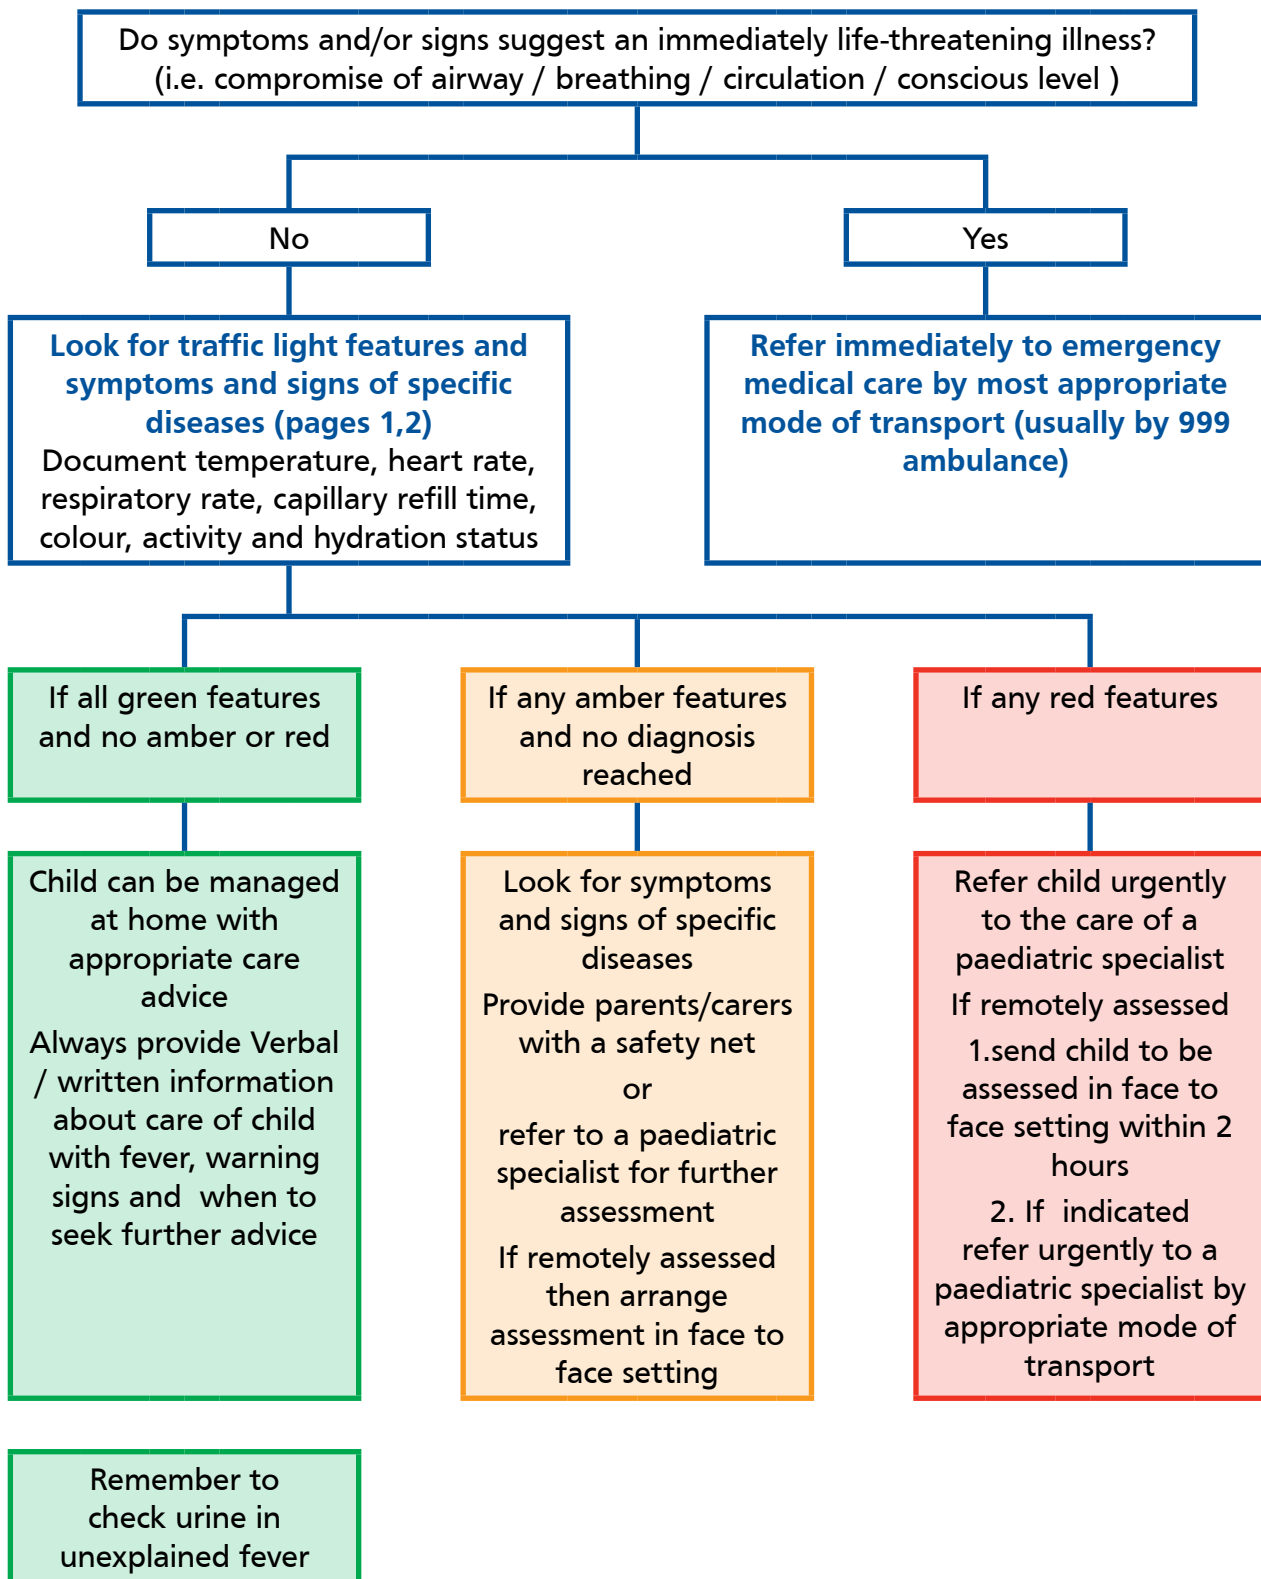 Do symptoms and/or signs suggest an immediately life-threatening illness?
(i.e. compromise of airway / breathing / circulation / conscious level )
No
Yes
Look for traffic light features and
symptoms and signs of specific
diseases (pages 1,2)
Document temperature, heart rate,
respiratory rate, capillary refill time,
colour, activity and hydration status
Refer immediately to emergency
medical care by most appropriate
mode of transport (usually by 999
ambulance)
If all green features
and no amber or red
If any amber features
and no diagnosis
reached
If any red features
Child can be managed
at home with
appropriate care
advice
Always provide Verbal
/ written information
about care of child
with fever, warning
signs and  when to
seek further advice
Look for symptoms
and signs of specific
diseases
Provide parents/carers
with a safety net
or
refer to a paediatric
specialist for further
assessment
If remotely assessed
then arrange
assessment in face to
face setting
Refer child urgently
to the care of a
paediatric specialist
If remotely assessed
1.send child to be
assessed in face to
face setting within 2
hours
2. If  indicated
refer urgently to a
paediatric specialist by
appropriate mode of
transport
Remember to
check urine in
unexplained fever